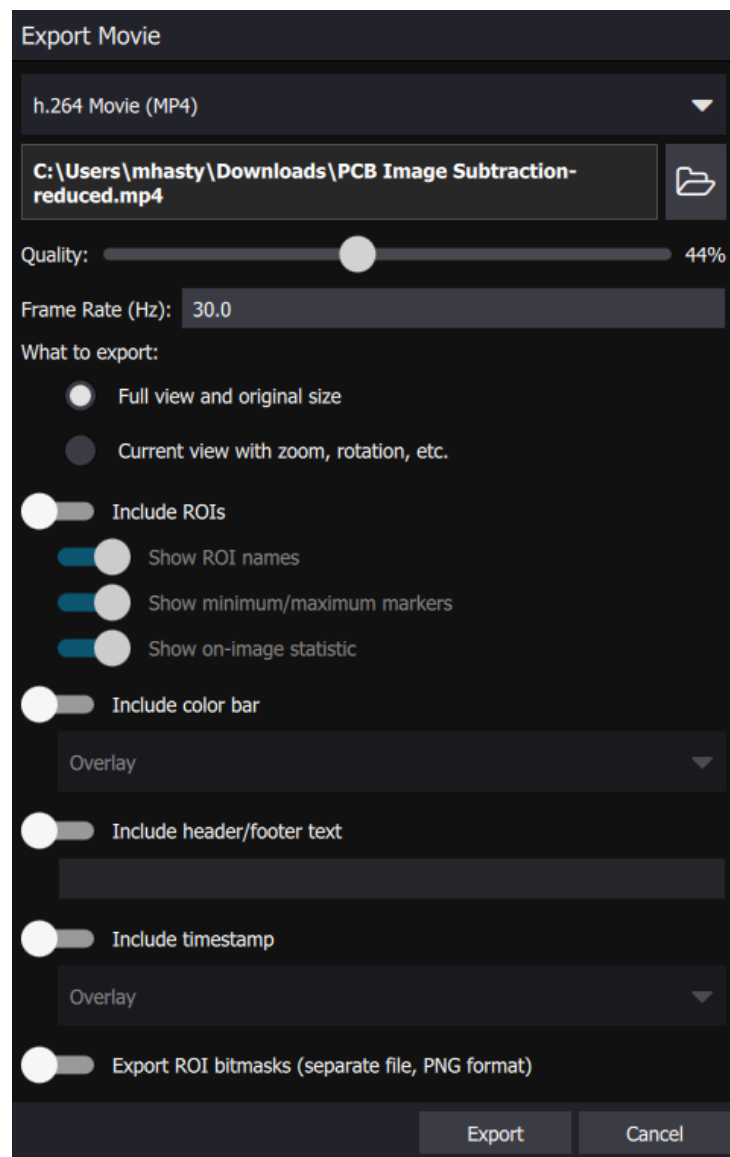 Export Movie
h.264 Movie (MP4)
C:\Users\mhasty\Downloads\PCB Image Subtraction-
reduced.mp4
Quality: 44%
Frame Rate (Hz): 30.0
What to export:
Full view and original size
Current view with zoom, rotation, etc.
Include ROIs
Show ROI names
Show minimum/maximum markers
Show on-image statistic
Include color bar
Overlay
Include header/footer text
Include timestamp
Overlay
Export ROI bitmasks (separate file, PNG format)
Export Cancel